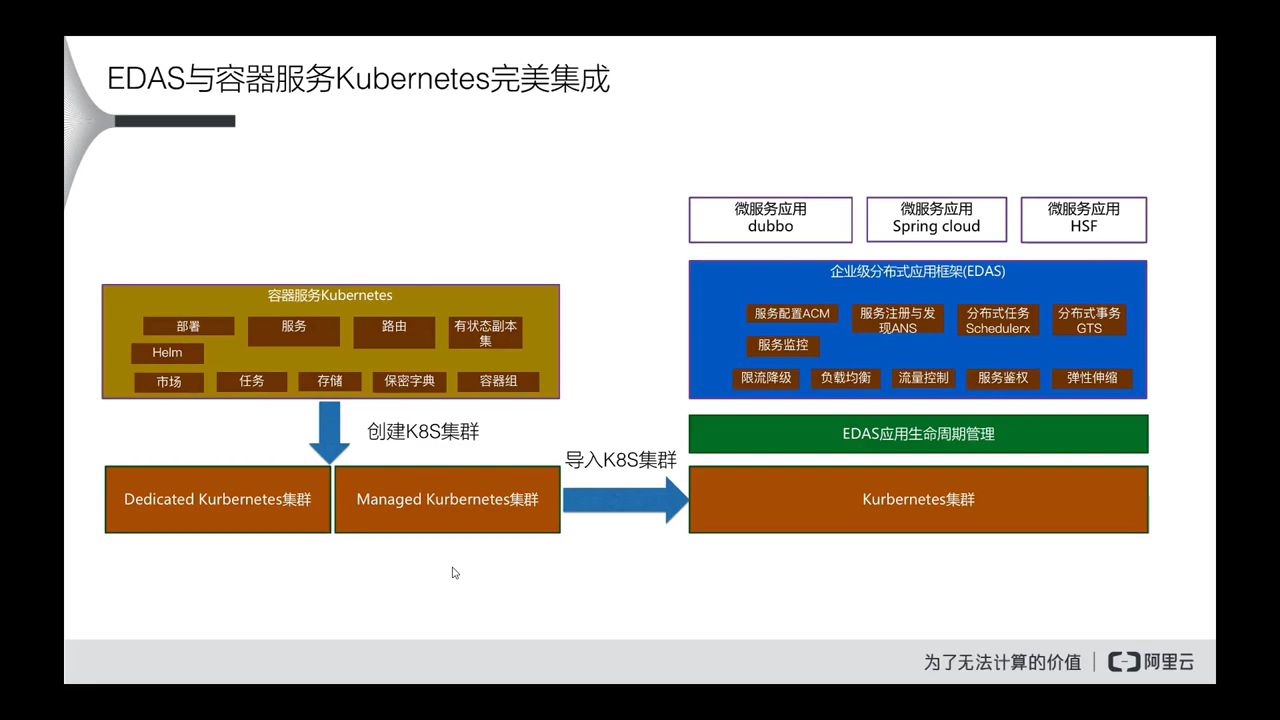 EDAS与容器服务Kubernetes完美集成
微服务应用
dubbo
微服务应用
Spring cloud
微服务应用
HSF
容器服务Kubernetes
部署
服务
路由
有状态副本
集
Helm
市场
任务
存储
保密字典
容器组
企业级分布式应用框架(EDAS)
服务配置ACM
服务注册与发
现ANS
分布式任务
Schedulerx
分布式事务
GTS
服务监控
限流降级
负载均衡
流量控制
服务鉴权
弹性伸缩
创建K8S集群
EDAS应用生命周期管理
导入K8S集群
Dedicated Kurbernetes集群
Managed Kurbernetes集群
Kurbernetes集群
为了无法计算的价值
阿里云